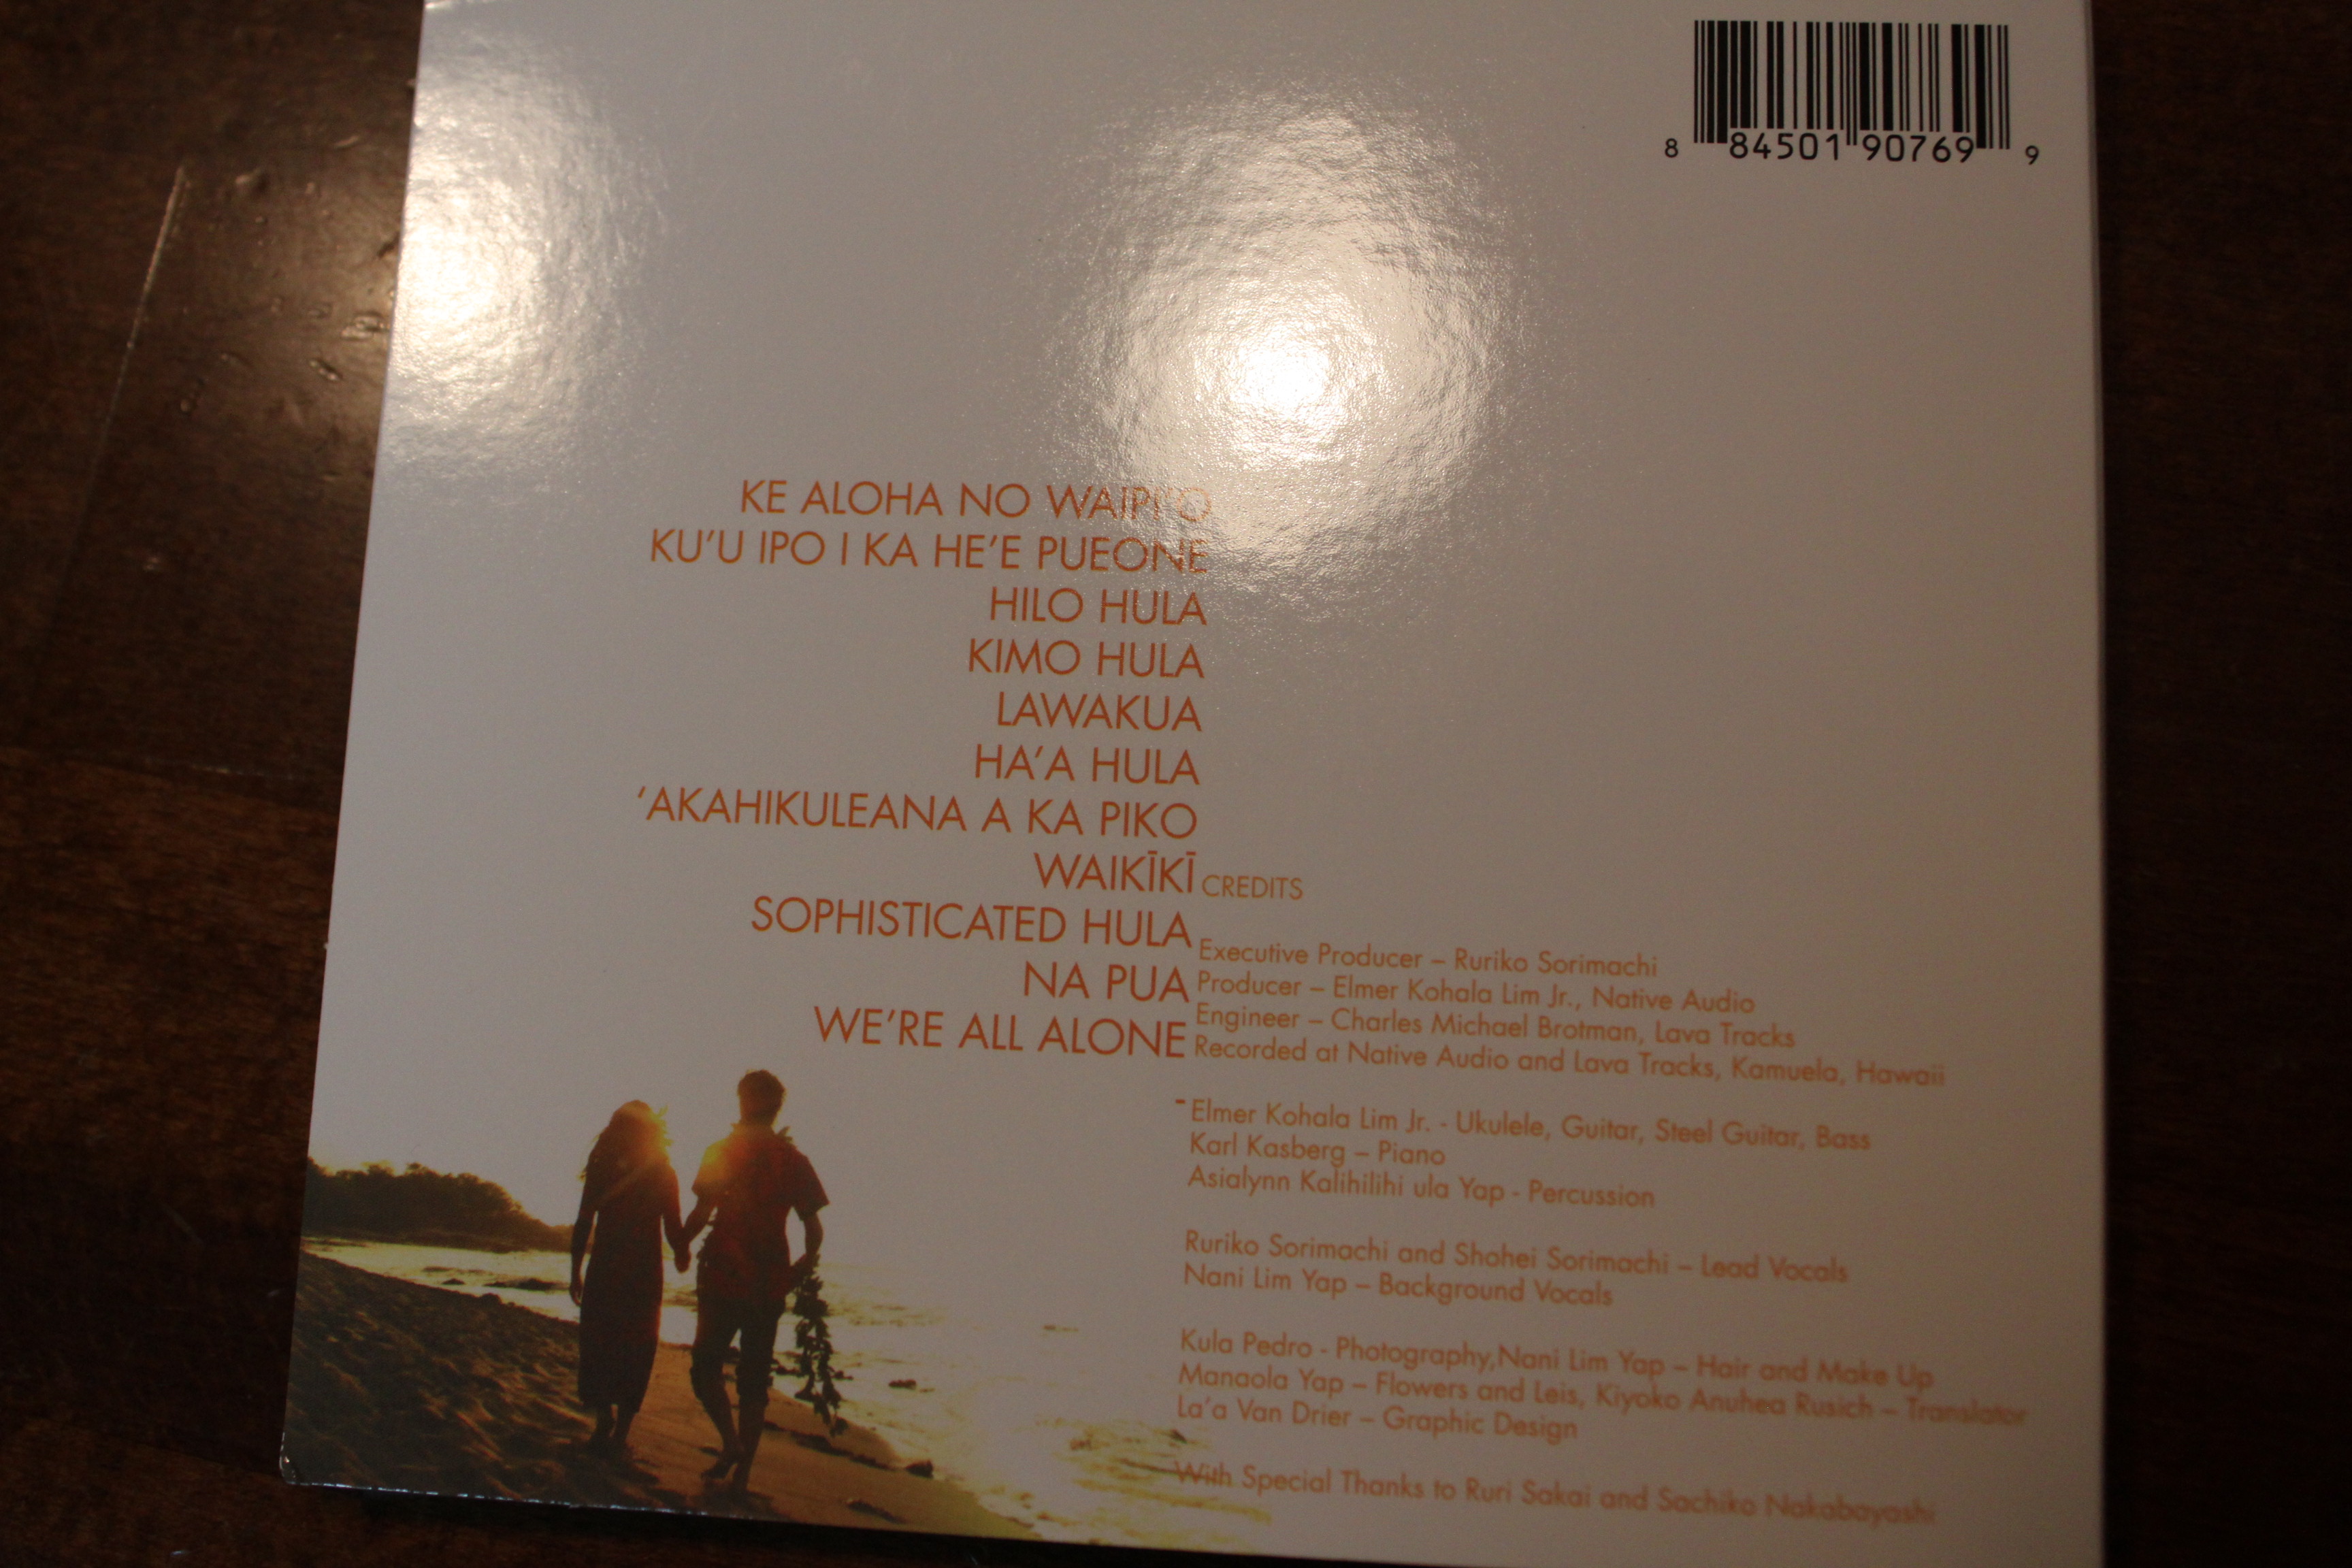 8 84501 90769 9
KE ALOHA NO WAIPI'O
KU'U IPO I KA HE'E PUEONE
HILO HULA
KIMO HULA
LAWAKUA
HA'A HULA
'AKAHIKULEANA A KA PIKO
WAIKĪKĪ
SOPHISTICATED HULA
NA PUA
WE'RE ALL ALONE
CREDITS
Executive Producer – Ruriko Sorimachi
Producer – Elmer Kohala Lim Jr., Native Audio
Engineer – Charles Michael Brotman, Lava Tracks
Recorded at Native Audio and Lava Tracks, Kamuela, Hawaii
- Elmer Kohala Lim Jr. - Ukulele, Guitar, Steel Guitar, Bass
Karl Kasberg – Piano
Asialynn Kalihilihi ula Yap - Percussion
Ruriko Sorimachi and Shohei Sorimachi – Lead Vocals
Nani Lim Yap – Background Vocals
Kula Pedro - Photography,Nani Lim Yap – Hair and Make Up
Manaola Yap – Flowers and Leis, Kiyoko Anuhea Rusich – Translator
La'a Van Drier – Graphic Design
With Special Thanks to Ruri Sakai and Sachiko Nakabayashi